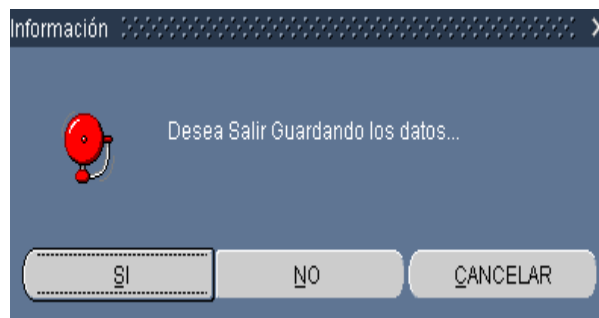 Información
Desea Salir Guardando los datos...
SI
NO
CANCELAR